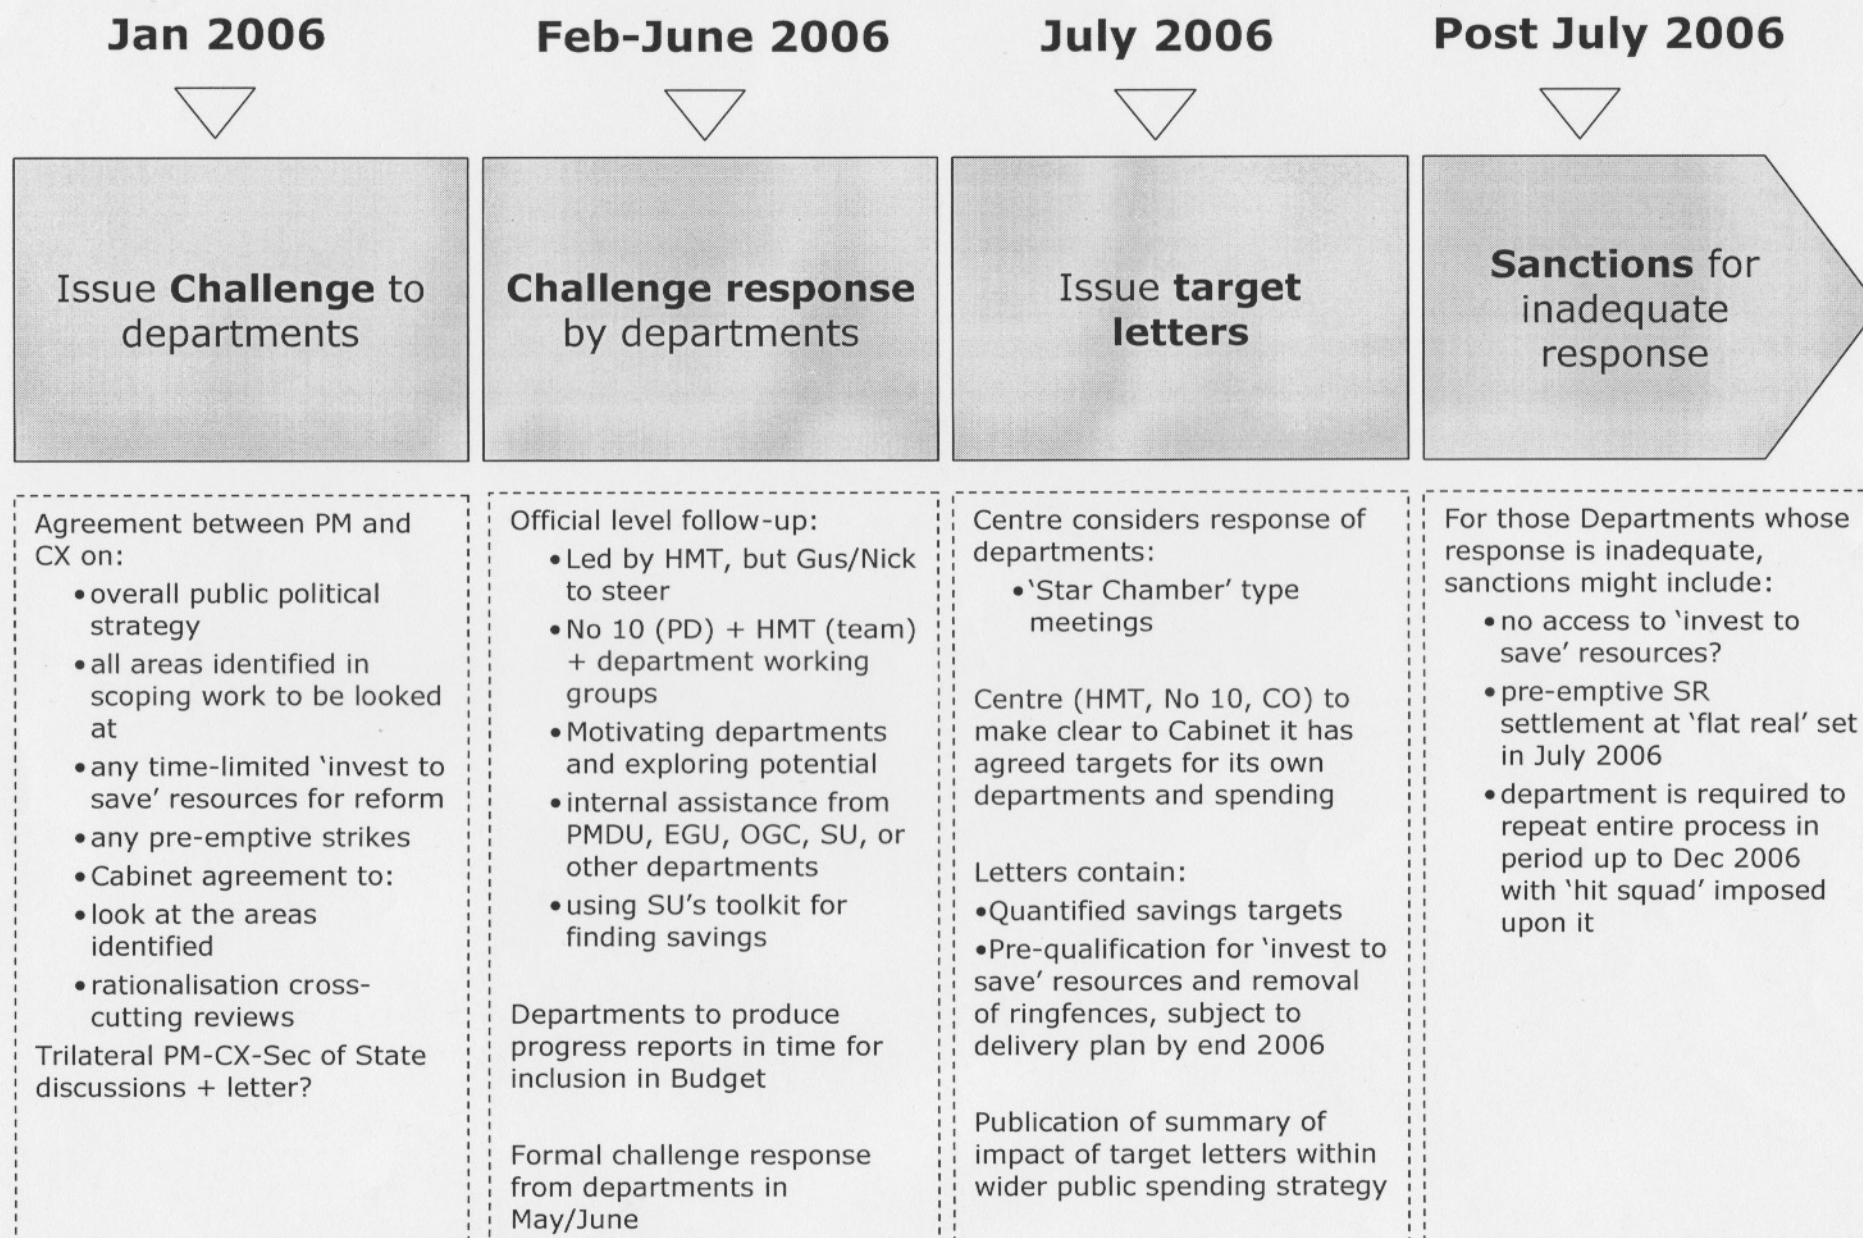 Jan 2006
Feb-June 2006
July 2006
Post July 2006
Issue Challenge to
departments
Challenge response
by departments
Issue target
letters
Sanctions for
inadequate
response
Agreement between PM and
CX on:
•overall public political
strategy
•all areas identified in
scoping work to be looked
at
•any time-limited ‘invest to
save’ resources for reform
•any pre-emptive strikes
•Cabinet agreement to:
•look at the areas
identified
•rationalisation cross-
cutting reviews
Trilateral PM-CX-Sec of State
discussions + letter?
Official level follow-up:
•Led by HMT, but Gus/Nick
to steer
•No 10 (PD) + HMT (team)
+ department working
groups
•Motivating departments
and exploring potential
•internal assistance from
PMDU, EGU, OGC, SU, or
other departments
•using SU’s toolkit for
finding savings
Departments to produce
progress reports in time for
inclusion in Budget
Formal challenge response
from departments in
May/June
Centre considers response of
departments:
•‘Star Chamber’ type
meetings
Centre (HMT, No 10, CO) to
make clear to Cabinet it has
agreed targets for its own
departments and spending
Letters contain:
•Quantified savings targets
•Pre-qualification for ‘invest to
save’ resources and removal
of ringfences, subject to
delivery plan by end 2006
Publication of summary of
impact of target letters within
wider public spending strategy
For those Departments whose
response is inadequate,
sanctions might include:
•no access to ‘invest to
save’ resources?
•pre-emptive SR
settlement at ‘flat real’ set
in July 2006
•department is required to
repeat entire process in
period up to Dec 2006
with ‘hit squad’ imposed
upon it